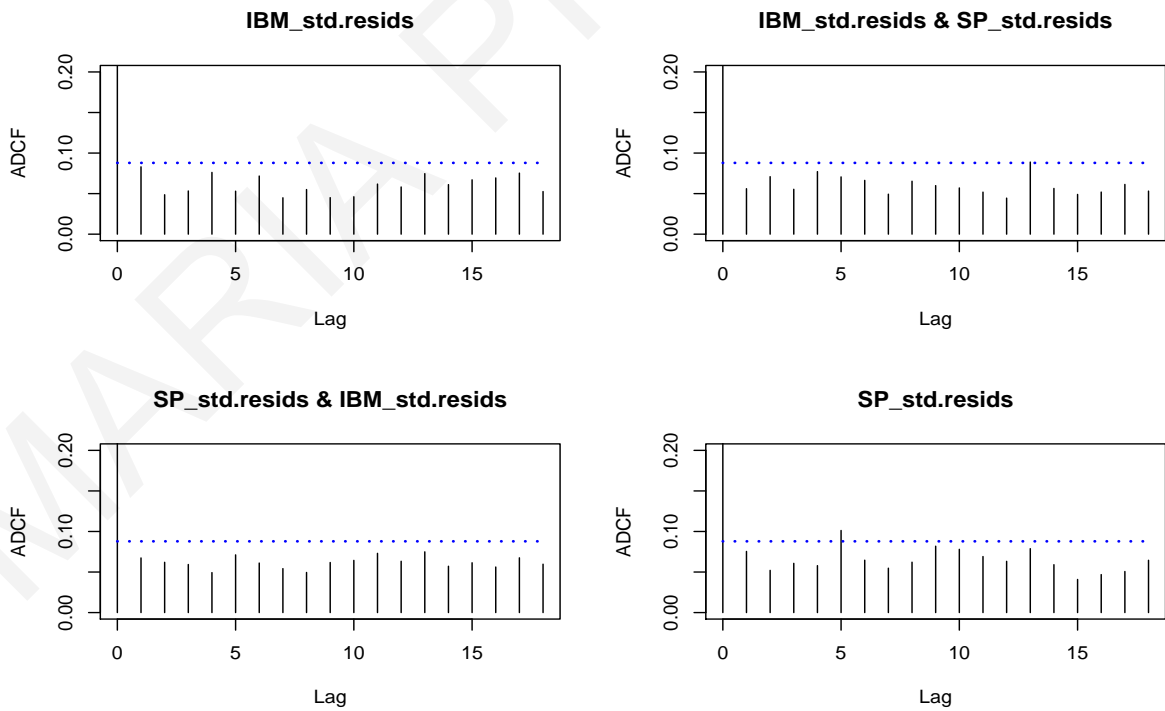 IBM_std.resids
0.20
0.10
0.00
ADCF
0 5 10 15
Lag
IBM_std.resids & SP_std.resids
0.20
0.10
0.00
ADCF
0 5 10 15
Lag
SP_std.resids & IBM_std.resids
0.20
0.10
0.00
ADCF
0 5 10 15
Lag
SP_std.resids
0.20
0.10
0.00
ADCF
0 5 10 15
Lag
MARIA P